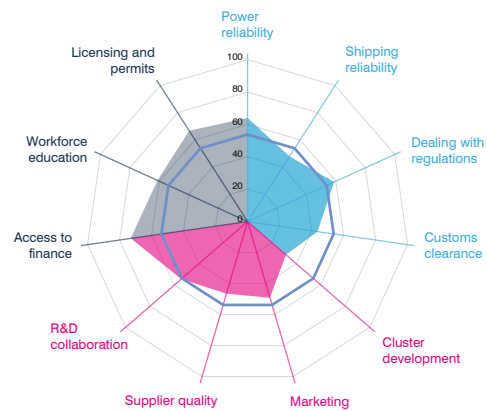 Power
reliability
Licensing and
permits
Shipping
reliability
100
80
60
40
20
0
Workforce
education
Dealing with
regulations
Access to
finance
Customs
clearance
R&D
collaboration
Cluster
development
Supplier quality
Marketing